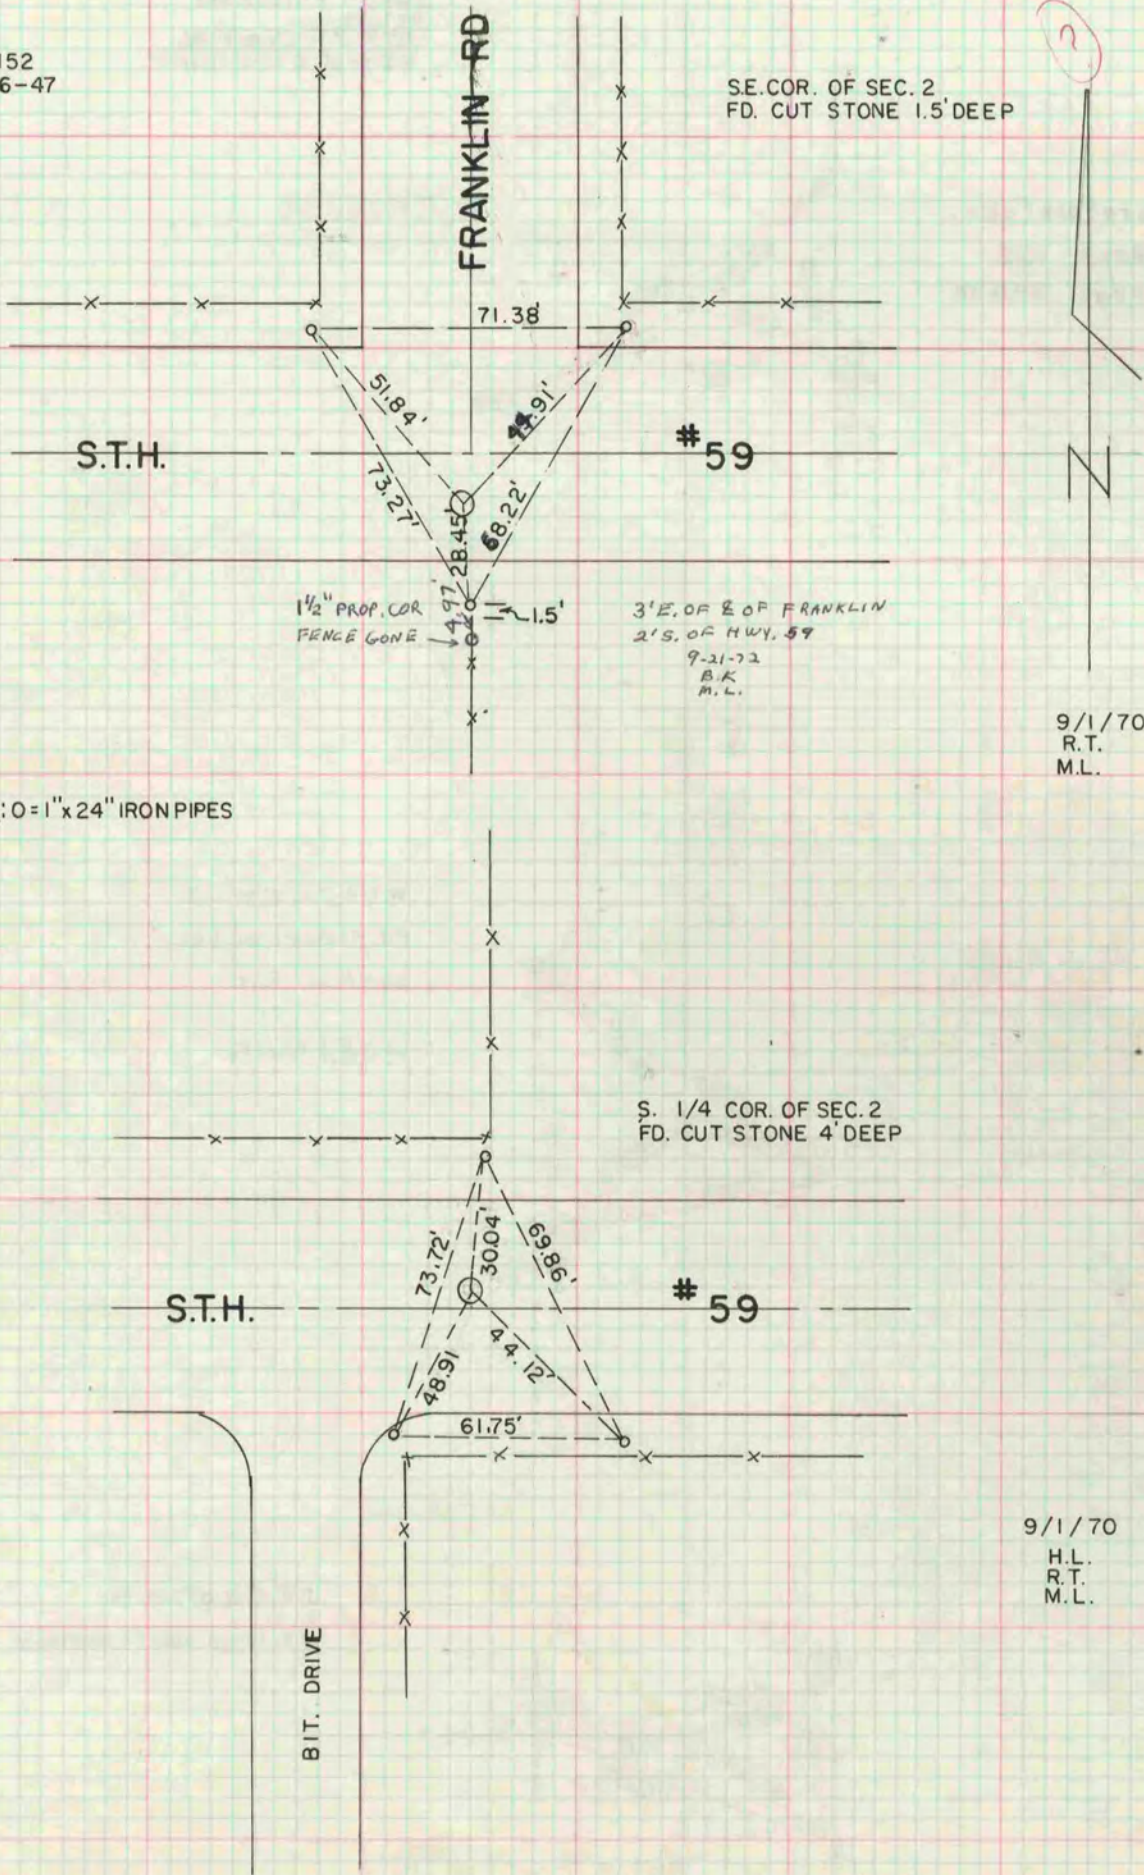 152
6-47
FRANKLIN RD
S.E. COR. OF SEC. 2
FD. CUT STONE 1.5' DEEP
71.38'
51.84'
.91'
S.T.H.
#59
N
73.27'
28.45'
68.22'
4.97'
1½" PROP. COR
FENCE GONE
1.5'
3' E. OF ℄ OF FRANKLIN
2' S. OF HWY. 59
9-21-72
B.K
M.L.
9/1/70
R.T.
M.L.
:O=1"x24" IRON PIPES
S. 1/4 COR. OF SEC. 2
FD. CUT STONE 4' DEEP
73.72'
30.04'
69.86'
S.T.H.
#59
48.91
44.12'
61.75'
9/1/70
H.L.
R.T.
M.L.
BIT. DRIVE